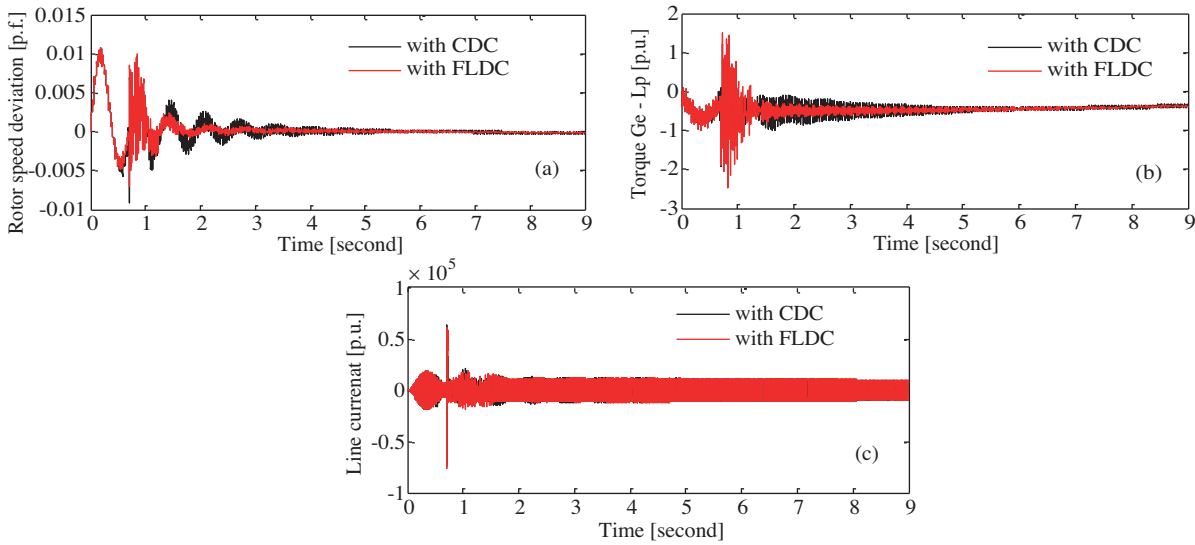 Rotor speed deviation [p.f.]
0.015
0.010
0.005
0
-0.005
-0.01
with CDC
with FLDC
(a)
0 1 2 3 4 5 6 7 8 9
Time [second]
Torque Ge - Lp [p.u.]
2
1
0
-1
-2
-3
with CDC
with FLDC
(b)
0 1 2 3 4 5 6 7 8 9
Time [second]
Line currenat [p.u.]
× 10^5
1
0.5
0
-0.5
-1
with CDC
with FLDC
(c)
0 1 2 3 4 5 6 7 8 9
Time [second]